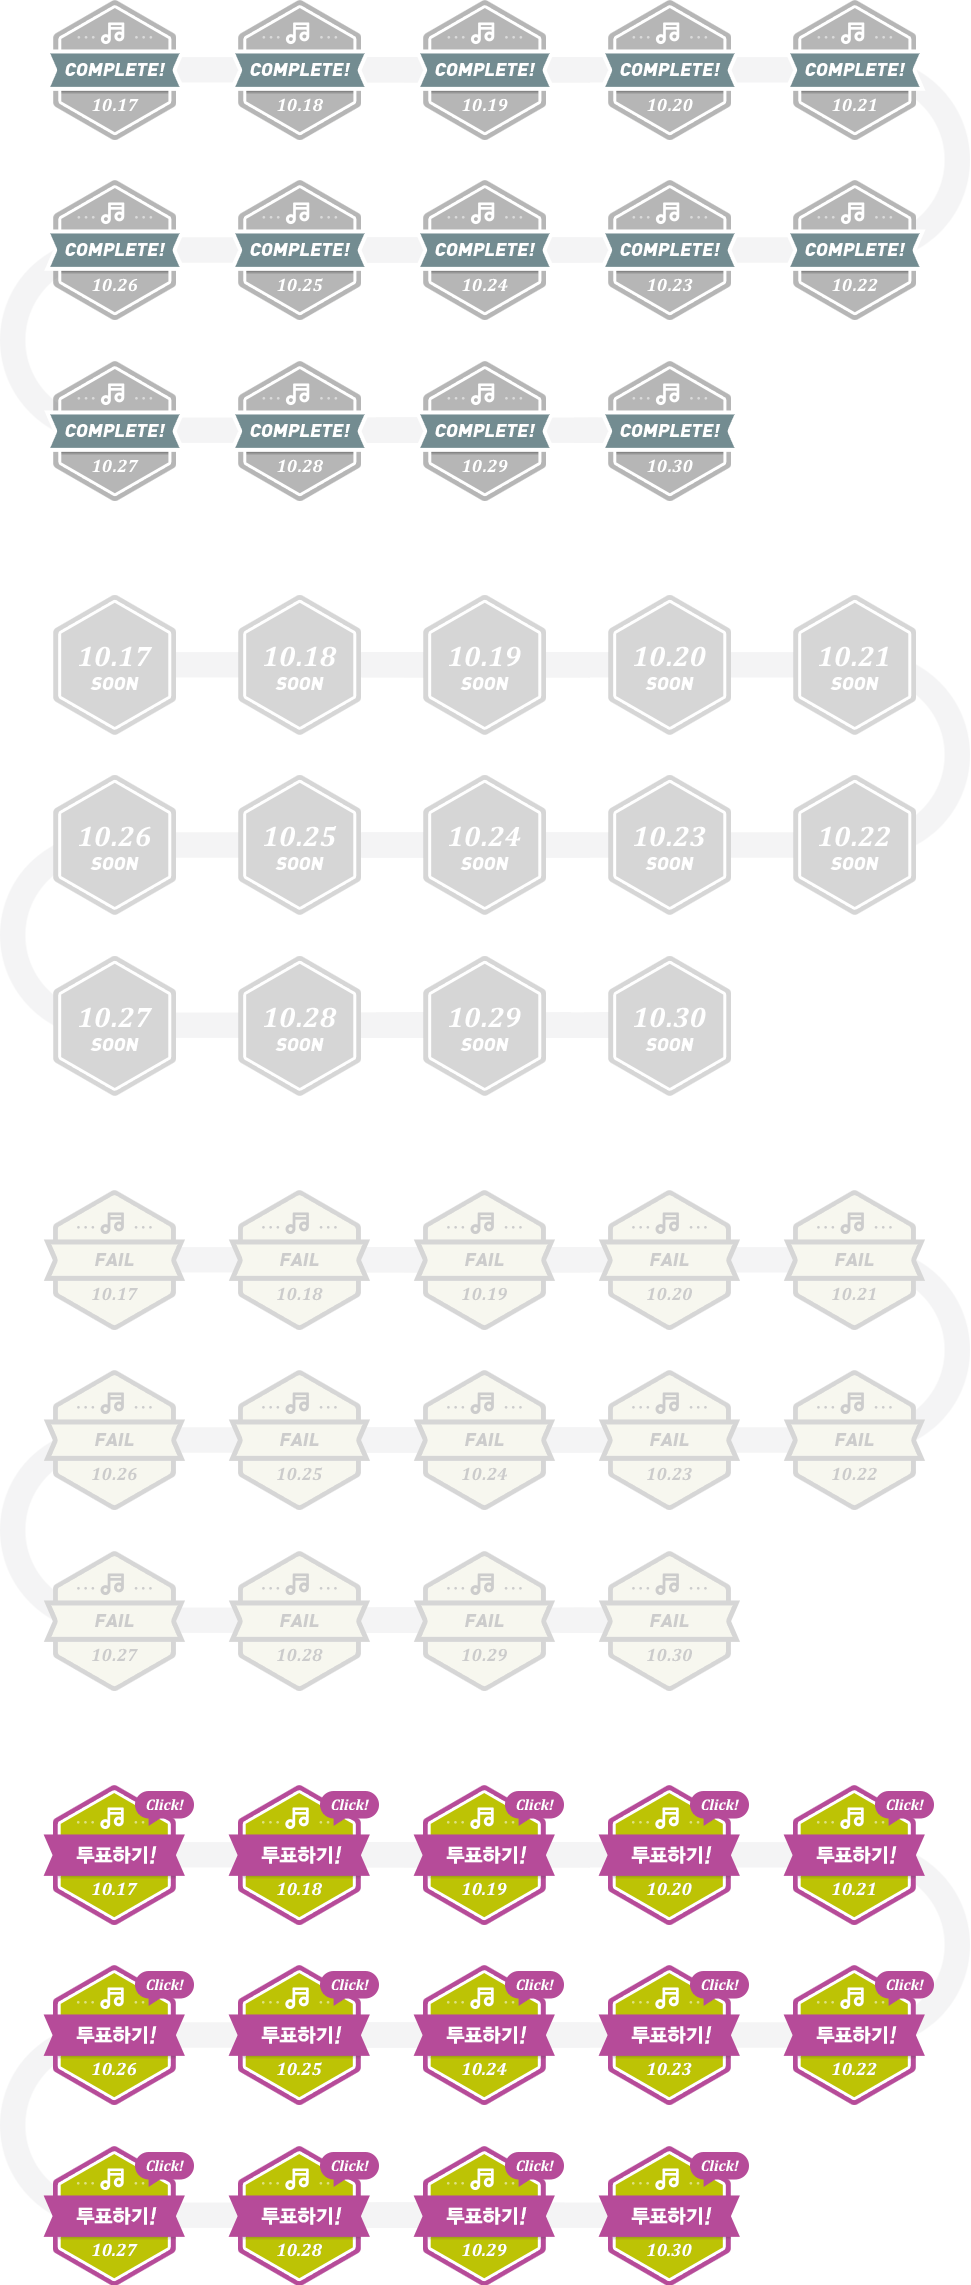 COMPLETE! COMPLETE! COMPLETE! COMPLETE! COMPLETE!
10.17 10.18 10.19 10.20 10.21
COMPLETE! COMPLETE! COMPLETE! COMPLETE! COMPLETE!
10.26 10.25 10.24 10.23 10.22
COMPLETE! COMPLETE! COMPLETE! COMPLETE!
10.27 10.28 10.29 10.30
10.17 10.18 10.19 10.20 10.21
SOON SOON SOON SOON SOON
10.26 10.25 10.24 10.23 10.22
SOON SOON SOON SOON SOON
10.27 10.28 10.29 10.30
SOON SOON SOON SOON
FAIL FAIL FAIL FAIL FAIL
10.17 10.18 10.19 10.20 10.21
FAIL FAIL FAIL FAIL FAIL
10.26 10.25 10.24 10.23 10.22
FAIL FAIL FAIL FAIL
10.27 10.28 10.29 10.30
Click! Click! Click! Click! Click!
투표하기! 투표하기! 투표하기! 투표하기! 투표하기!
10.17 10.18 10.19 10.20 10.21
Click! Click! Click! Click! Click!
투표하기! 투표하기! 투표하기! 투표하기! 투표하기!
10.26 10.25 10.24 10.23 10.22
Click! Click! Click! Click!
투표하기! 투표하기! 투표하기! 투표하기!
10.27 10.28 10.29 10.30